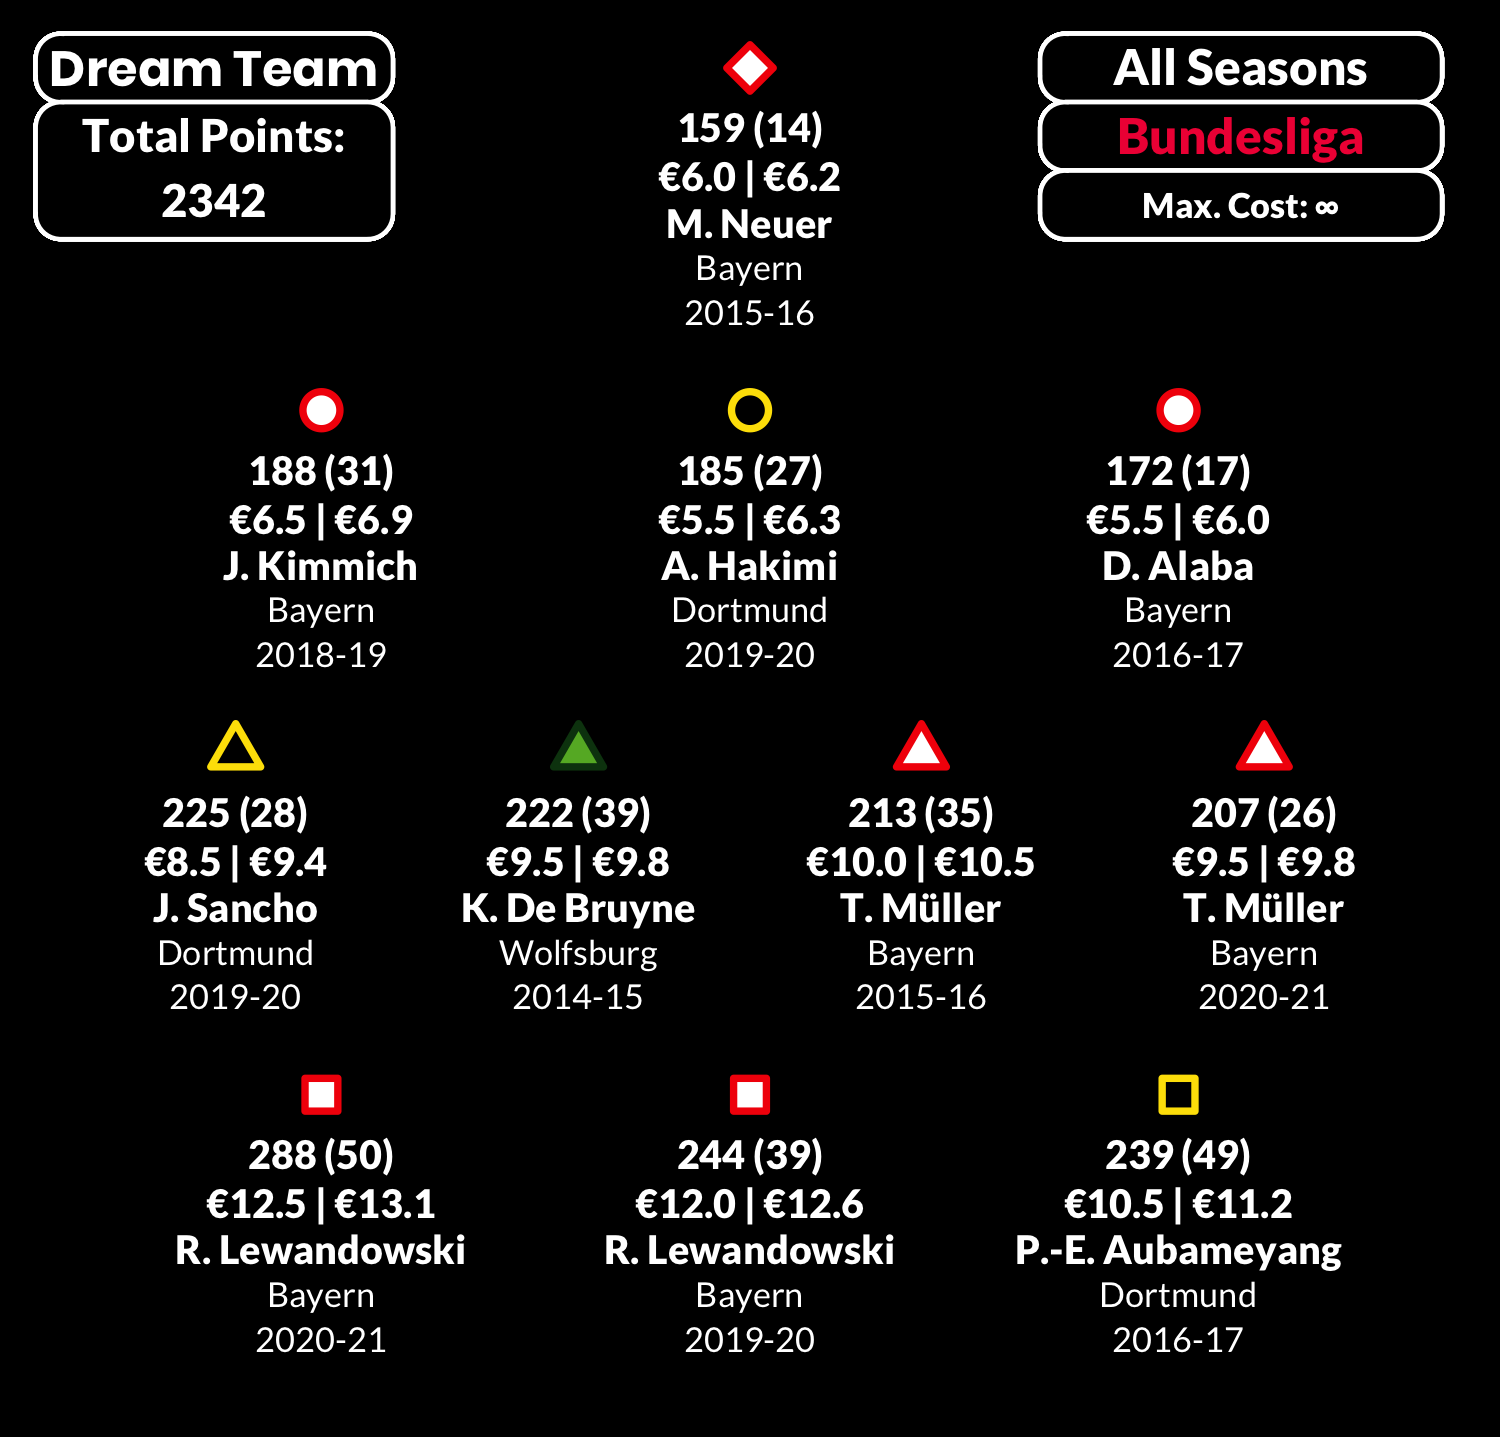 Dream Team
Total Points:
2342
All Seasons
Bundesliga
Max. Cost: ∞
159 (14)
€6.0 | €6.2
M. Neuer
Bayern
2015-16
188 (31)
€6.5 | €6.9
J. Kimmich
Bayern
2018-19
185 (27)
€5.5 | €6.3
A. Hakimi
Dortmund
2019-20
172 (17)
€5.5 | €6.0
D. Alaba
Bayern
2016-17
225 (28)
€8.5 | €9.4
J. Sancho
Dortmund
2019-20
222 (39)
€9.5 | €9.8
K. De Bruyne
Wolfsburg
2014-15
213 (35)
€10.0 | €10.5
T. Müller
Bayern
2015-16
207 (26)
€9.5 | €9.8
T. Müller
Bayern
2020-21
288 (50)
€12.5 | €13.1
R. Lewandowski
Bayern
2020-21
244 (39)
€12.0 | €12.6
R. Lewandowski
Bayern
2019-20
239 (49)
€10.5 | €11.2
P.-E. Aubameyang
Dortmund
2016-17